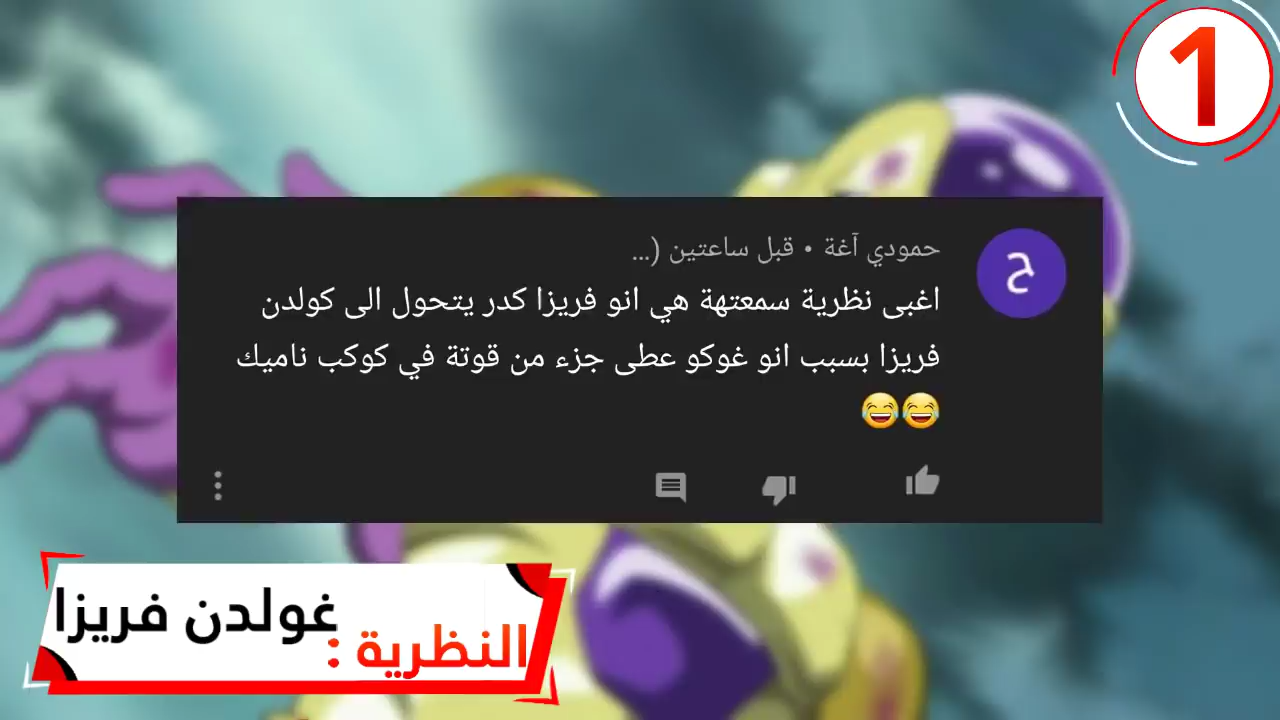 1
حمودي آغة • قبل ساعتين (...
ح
اغبى نظرية سمعتهة هي انو فريزا كدر يتحول الى كولدن
فريزا بسبب انو غوكو عطى جزء من قوتة في كوكب ناميك
😂😂
النظرية :
غولدن فريزا